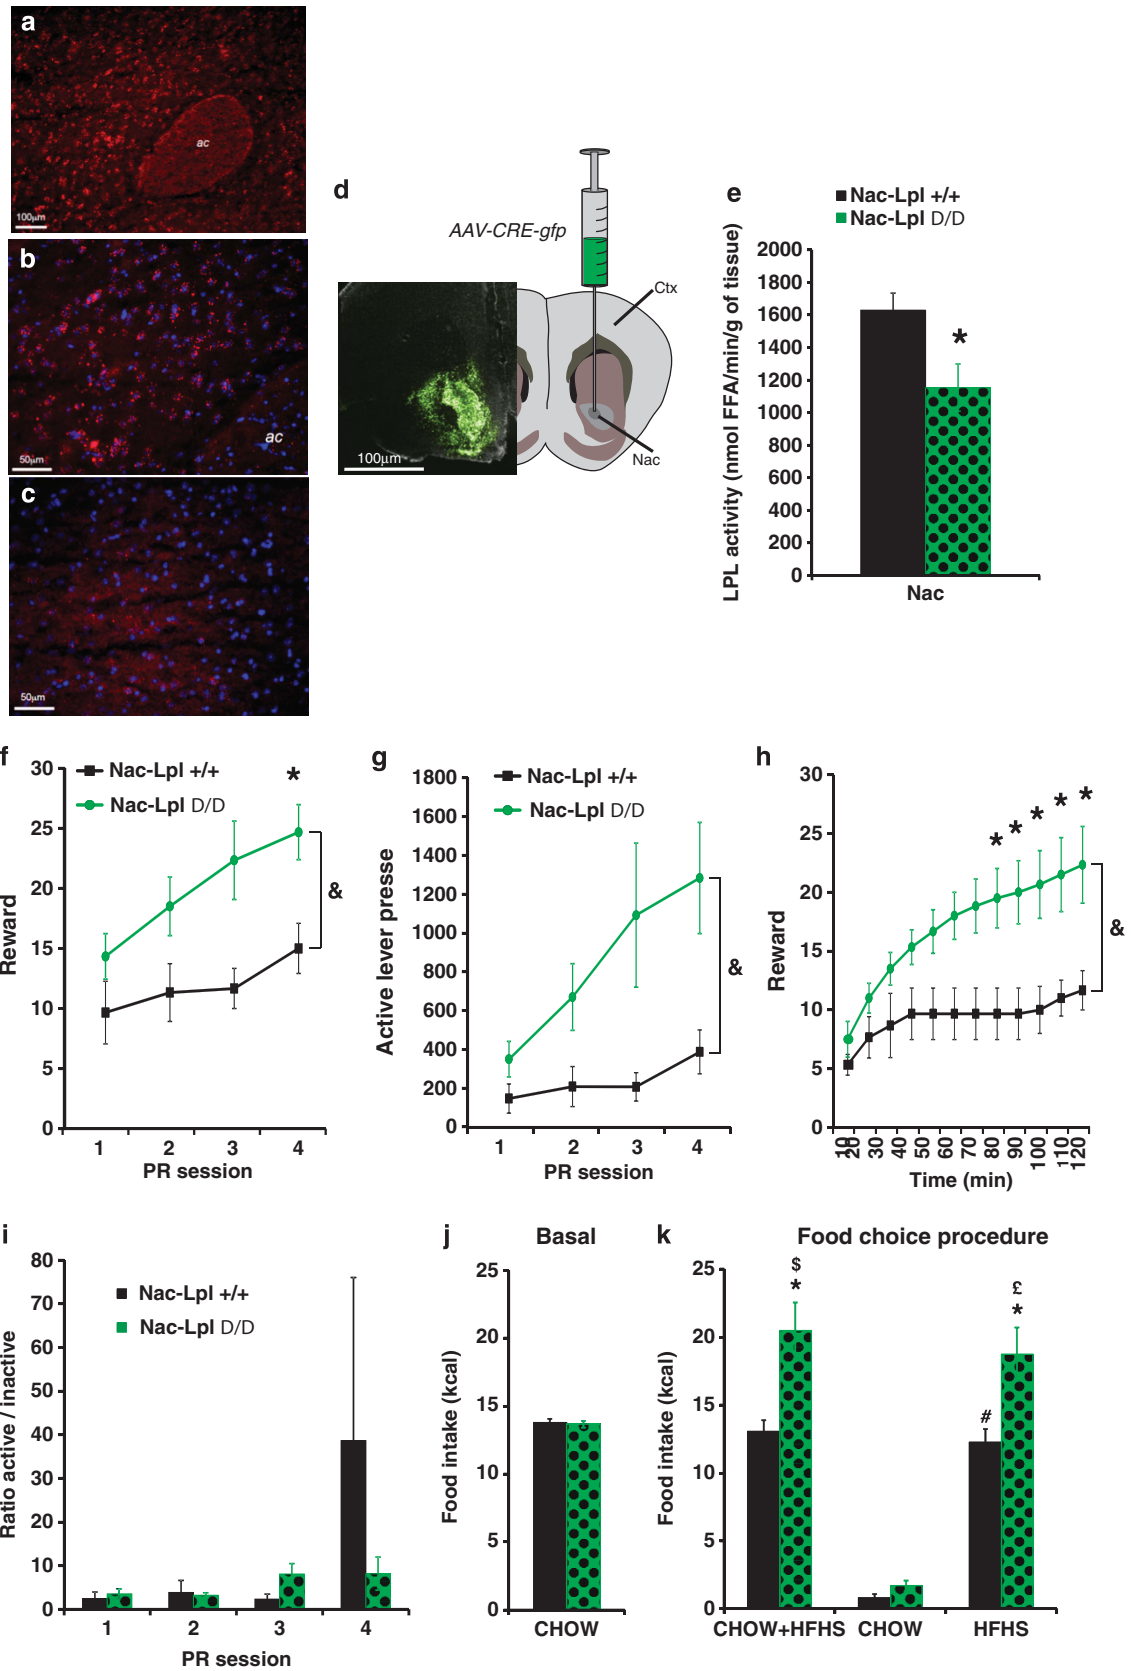 a
ac
100µm
b
ac
50µm
c
50µm
d
AAV-CRE-gfp
Ctx
Nac
100µm
e
Nac-Lpl +/+
Nac-Lpl D/D
LPL activity (nmol FFA/min/g of tissue)
2000
1800
1600
1400
1200
1000
800
600
400
200
0
*
Nac
f
Nac-Lpl +/+
Nac-Lpl D/D
Reward
30
25
20
15
10
5
0
*
&
1 2 3 4
PR session
g
Nac-Lpl +/+
Nac-Lpl D/D
Active lever presse
1800
1600
1400
1200
1000
800
600
400
200
0
&
1 2 3 4
PR session
h
Reward
30
25
20
15
10
5
0
* * * * *
&
10 20 30 40 50 60 70 80 90 100 110 120
Time (min)
i
Nac-Lpl +/+
Nac-Lpl D/D
Ratio active / inactive
80
70
60
50
40
30
20
10
0
1 2 3 4
PR session
j
Basal
Food intake (kcal)
25
20
15
10
5
0
CHOW
k
Food choice procedure
Food intake (kcal)
25
20
15
10
5
0
$
*
#
£
*
CHOW+HFHS CHOW HFHS